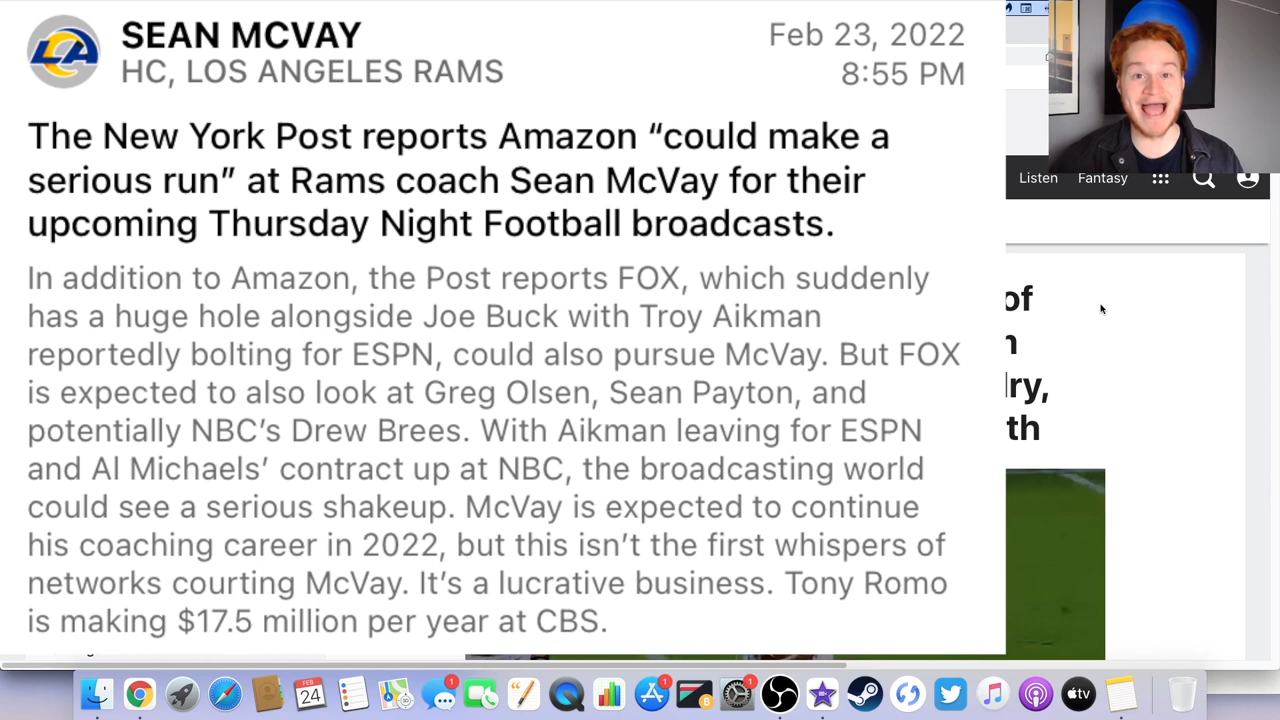 SEAN MCVAY
HC, LOS ANGELES RAMS
Feb 23, 2022
8:55 PM
The New York Post reports Amazon “could make a
serious run” at Rams coach Sean McVay for their
upcoming Thursday Night Football broadcasts.
In addition to Amazon, the Post reports FOX, which suddenly
has a huge hole alongside Joe Buck with Troy Aikman
reportedly bolting for ESPN, could also pursue McVay. But FOX
is expected to also look at Greg Olsen, Sean Payton, and
potentially NBC’s Drew Brees. With Aikman leaving for ESPN
and Al Michaels’ contract up at NBC, the broadcasting world
could see a serious shakeup. McVay is expected to continue
his coaching career in 2022, but this isn’t the first whispers of
networks courting McVay. It’s a lucrative business. Tony Romo
is making $17.5 million per year at CBS.
Listen Fantasy
of
lry,
th
FEB
24
1
1
1
tv